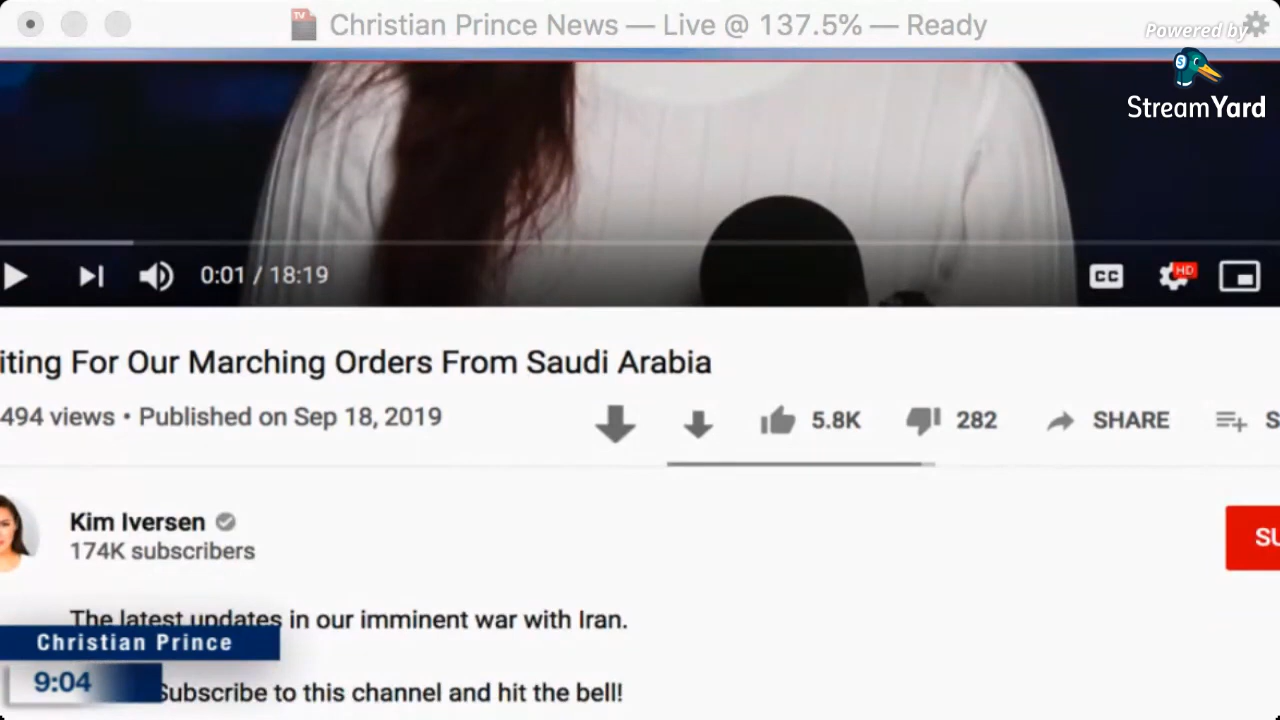 Christian Prince News — Live @ 137.5% — Ready
Powered by
StreamYard
0:01 / 18:19
CC
HD
iting For Our Marching Orders From Saudi Arabia
494 views • Published on Sep 18, 2019
5.8K
282
SHARE
S
Kim Iversen
174K subscribers
SU
The latest updates in our imminent war with Iran.
Christian Prince
9:04
Subscribe to this channel and hit the bell!